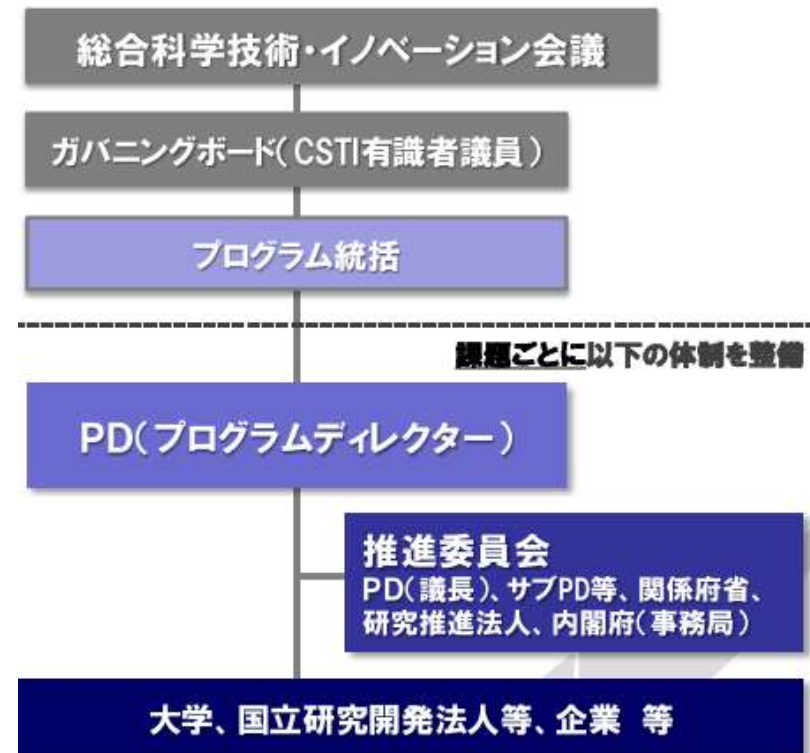 総合科学技術・イノベーション会議
ガバニングボード(CSTI有識者議員)
プログラム統括
課題ごとに以下の体制を整備
PD(プログラムディレクター)
推進委員会
PD(議長)、サブPD等、関係府省、
研究推進法人、内閣府(事務局)
大学、国立研究開発法人等、企業 等